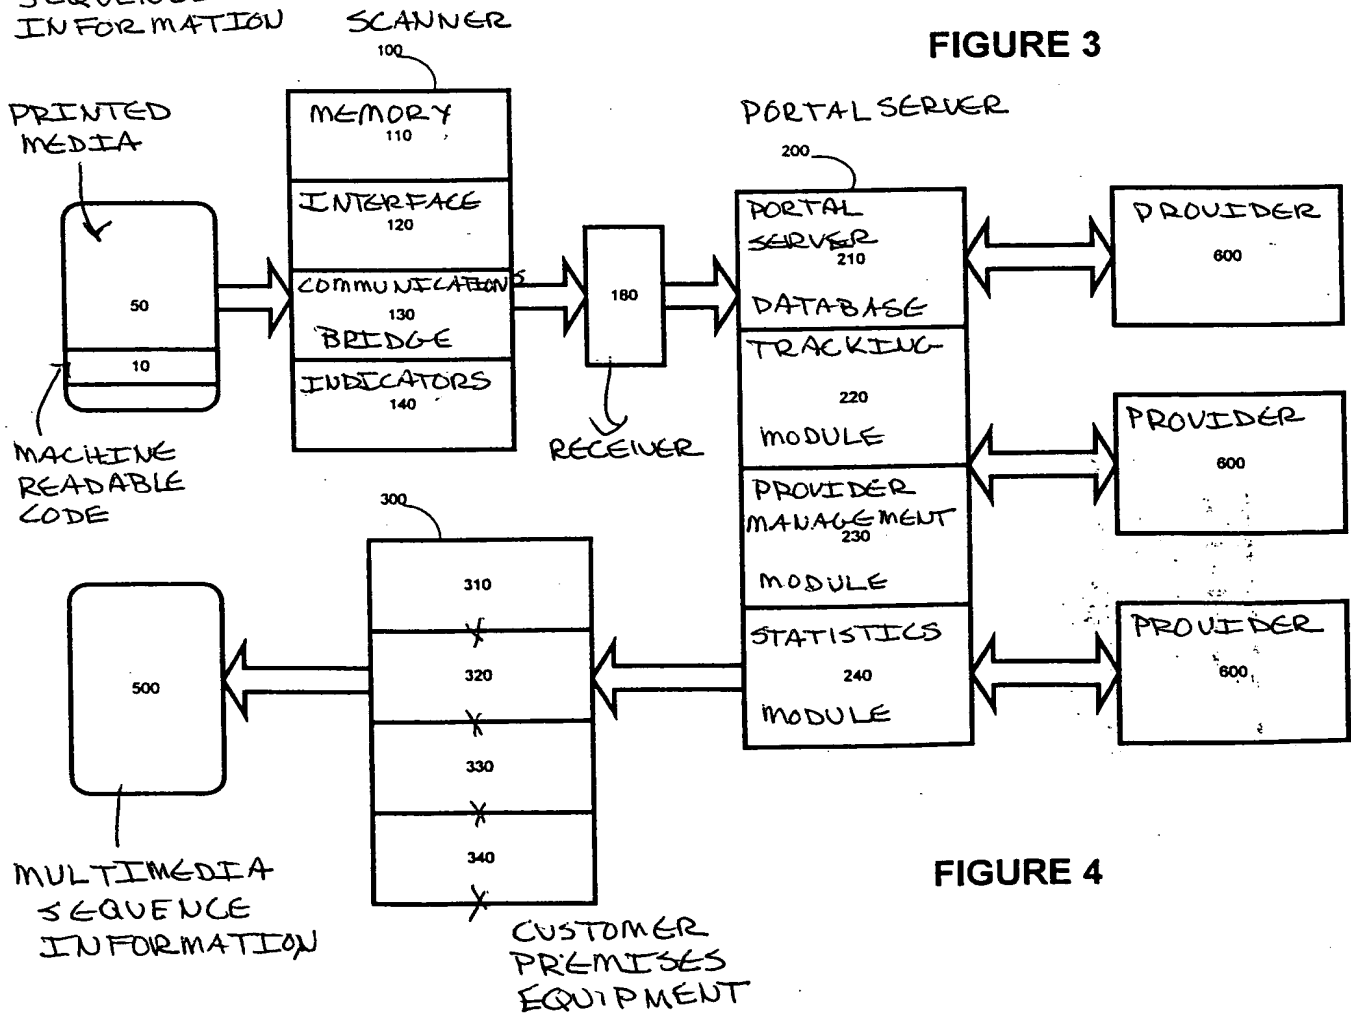 INFORMATION
SCANNER
FIGURE 3
100
PRINTED
MEDIA
MEMORY
110
INTERFACE
120
COMMUNICATIONS
130
BRIDGE
INDICATORS
140
50
10
MACHINE
READABLE
CODE
180
RECEIVER
PORTAL SERVER
200
PORTAL
SERVER
210
DATABASE
TRACKING
220
MODULE
PROVIDER
MANAGEMENT
230
MODULE
STATISTICS
240
MODULE
PROVIDER
600
PROVIDER
600
PROVIDER
600
300
310
320
330
340
CUSTOMER
PREMISES
EQUIPMENT
500
MULTIMEDIA
SEQUENCE
INFORMATION
FIGURE 4